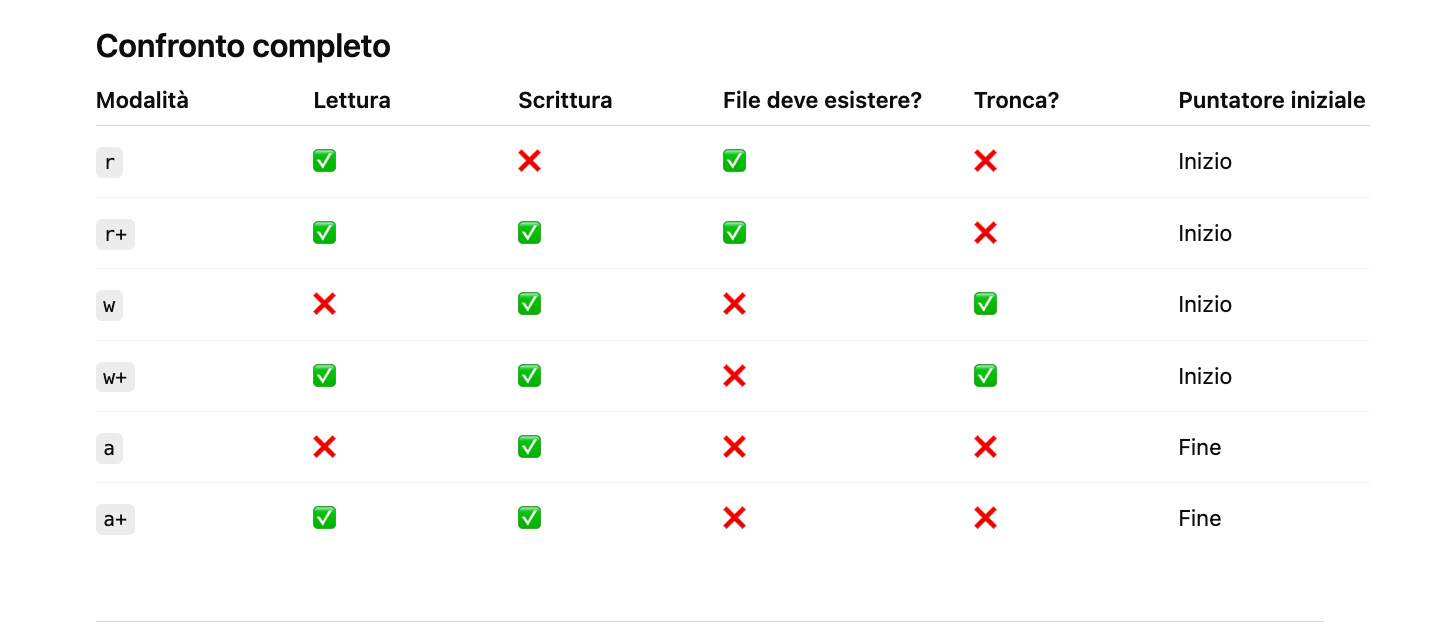 Confronto completo
Modalità Lettura Scrittura File deve esistere? Tronca? Puntatore iniziale
r ✅ ❌ ✅ ❌ Inizio
r+ ✅ ✅ ✅ ❌ Inizio
w ❌ ✅ ❌ ✅ Inizio
w+ ✅ ✅ ❌ ✅ Inizio
a ❌ ✅ ❌ ❌ Fine
a+ ✅ ✅ ❌ ❌ Fine